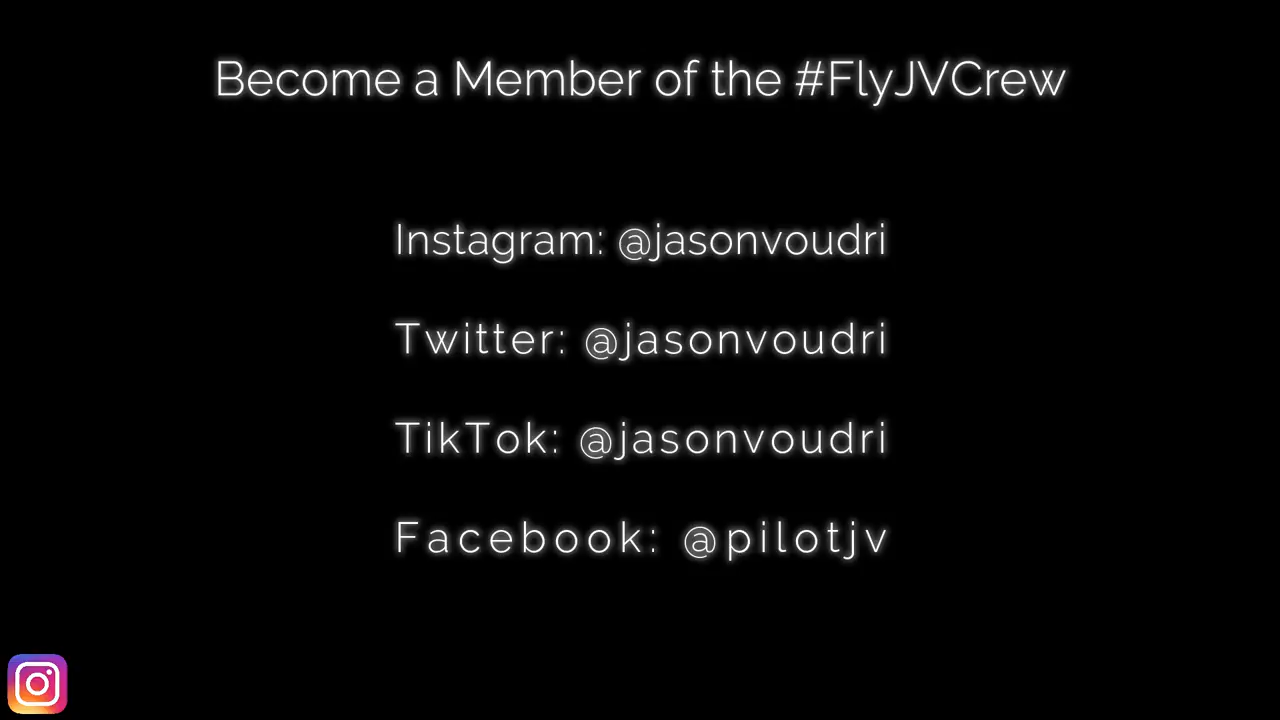 Become a Member of the #FlyJVCrew
Instagram: @jasonvoudri
Twitter: @jasonvoudri
TikTok: @jasonvoudri
Facebook: @pilotjv